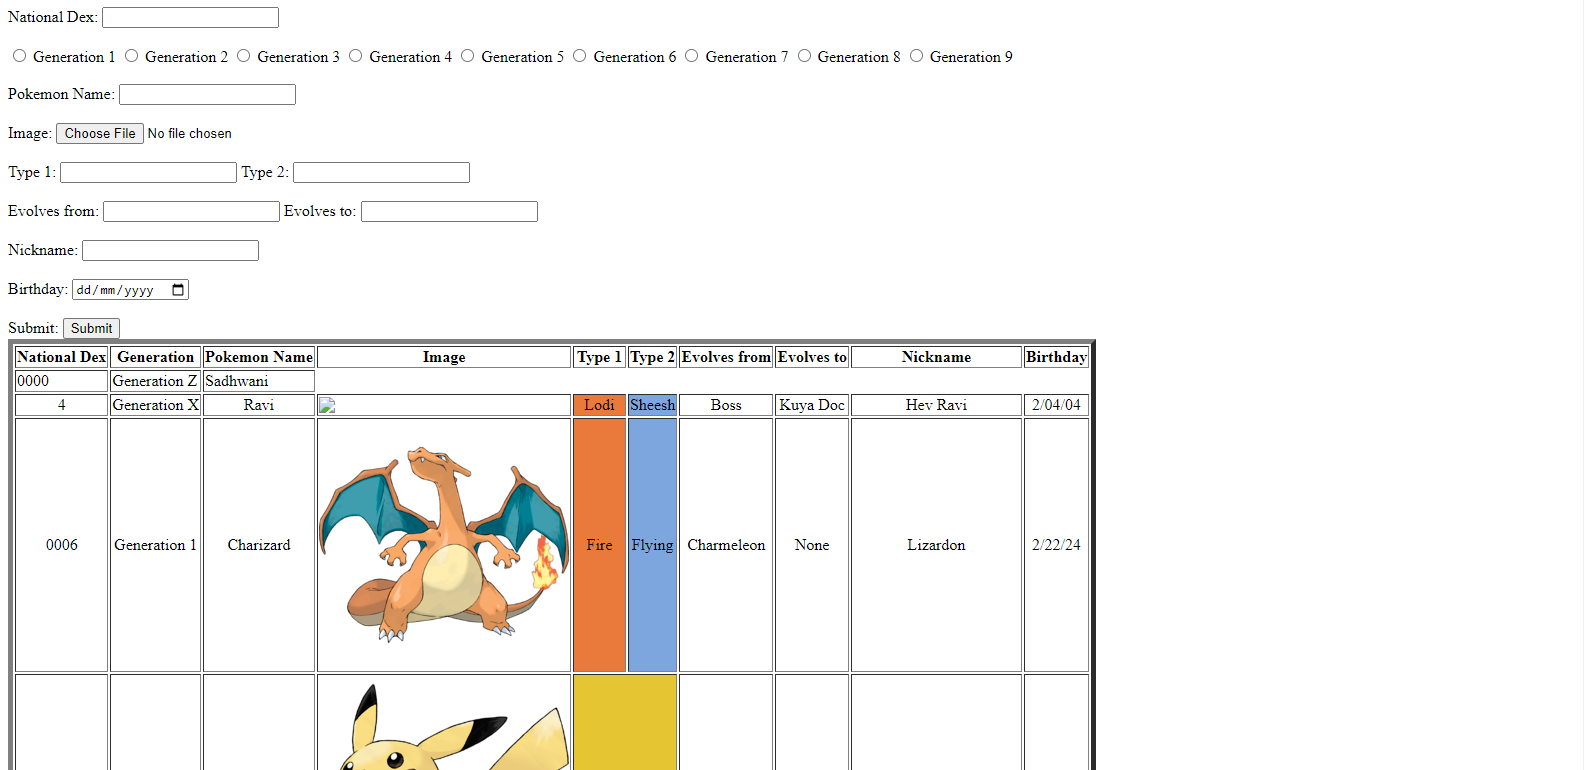 National Dex:
Generation 1 Generation 2 Generation 3 Generation 4 Generation 5 Generation 6 Generation 7 Generation 8 Generation 9
Pokemon Name:
Image: Choose File No file chosen
Type 1: Type 2:
Evolves from: Evolves to:
Nickname:
Birthday: dd/mm/yyyy
Submit: Submit
National Dex Generation Pokemon Name Image Type 1 Type 2 Evolves from Evolves to Nickname Birthday
0000 Generation Z Sadhwani
4 Generation X Ravi Lodi Sheesh Boss Kuya Doc Hev Ravi 2/04/04
0006 Generation 1 Charizard Fire Flying Charmeleon None Lizardon 2/22/24